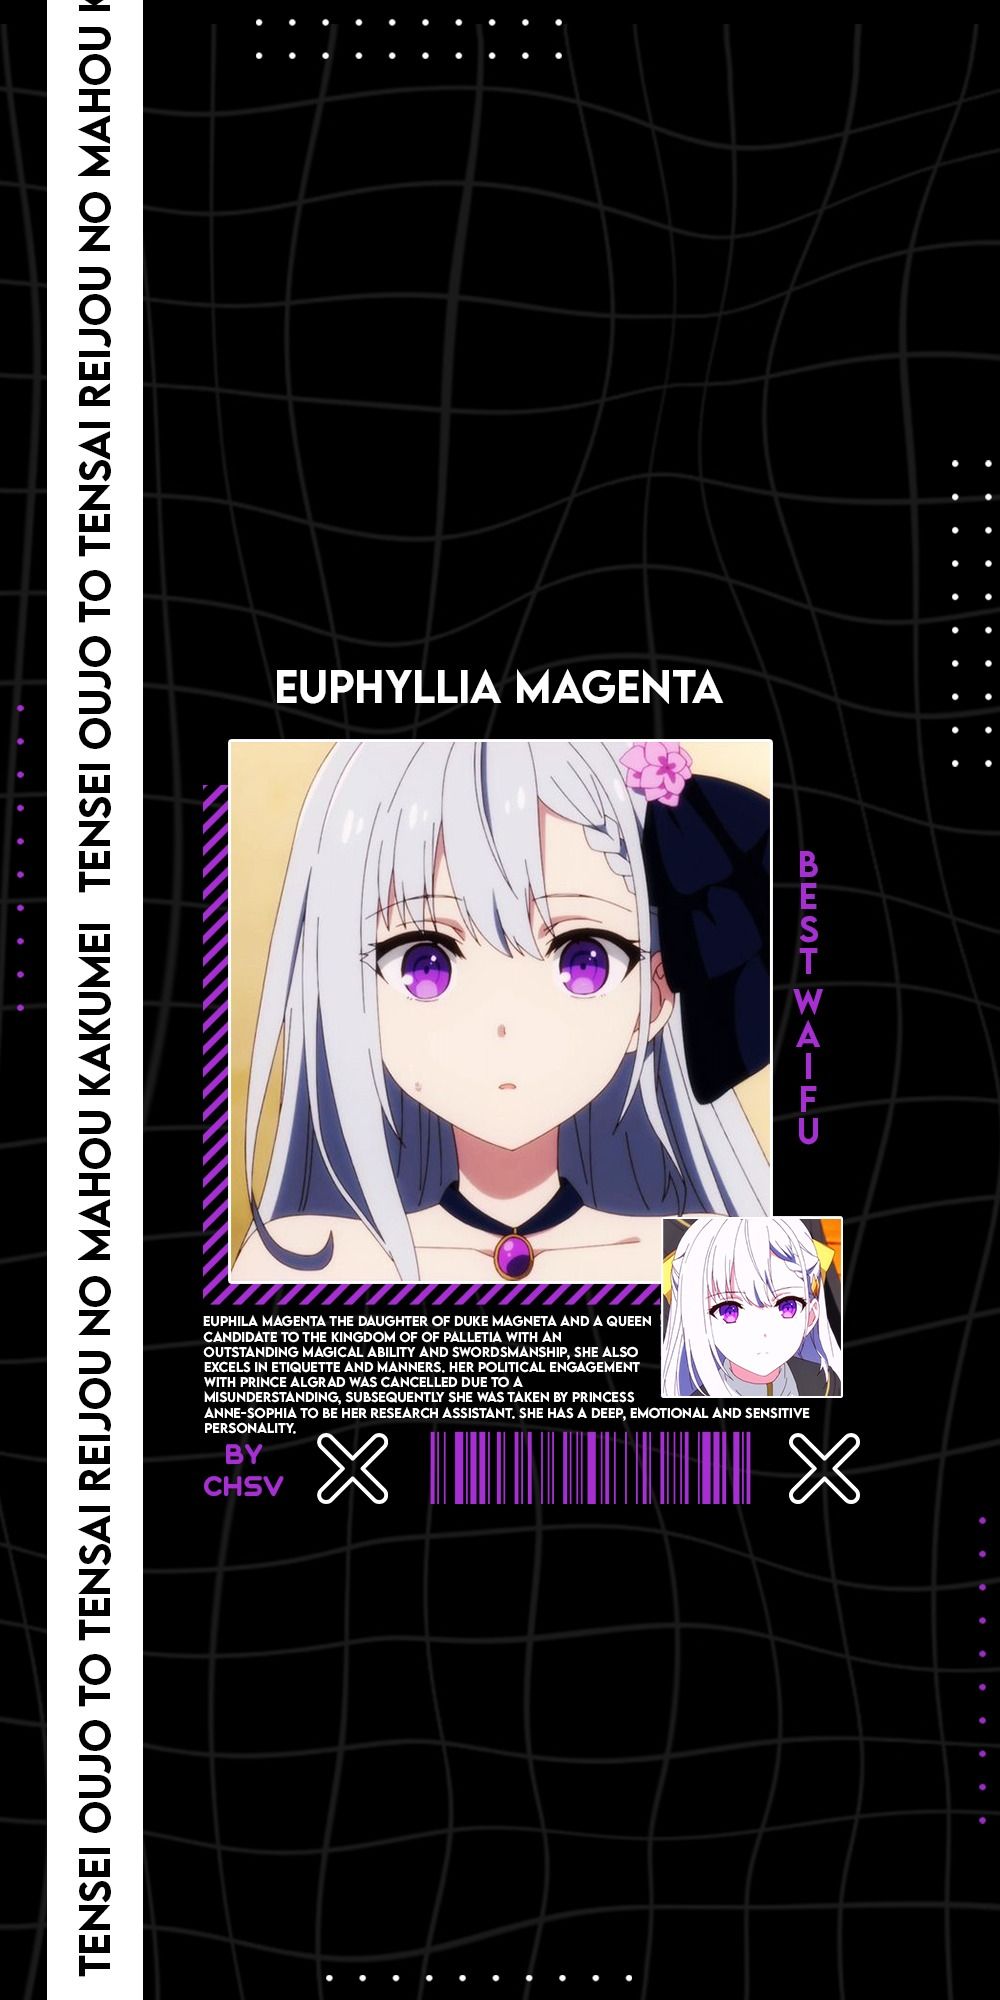 TENSEI OUJO TO TENSAI REIJOU NO MAHOU KAKUMEI TENSEI OUJO TO TENSAI REIJOU NO MAHOU K
EUPHYLLIA MAGENTA
BEST WAIFU
EUPHILA MAGENTA THE DAUGHTER OF DUKE MAGNETA AND A QUEEN
CANDIDATE TO THE KINGDOM OF OF PALLETIA WITH AN
OUTSTANDING MAGICAL ABILITY AND SWORDSMANSHIP, SHE ALSO
EXCELS IN ETIQUETTE AND MANNERS. HER POLITICAL ENGAGEMENT
WITH PRINCE ALGRAD WAS CANCELLED DUE TO A
MISUNDERSTANDING, SUBSEQUENTLY SHE WAS TAKEN BY PRINCESS
ANNE-SOPHIA TO BE HER RESEARCH ASSISTANT. SHE HAS A DEEP, EMOTIONAL AND SENSITIVE
PERSONALITY.
BY
CHSV